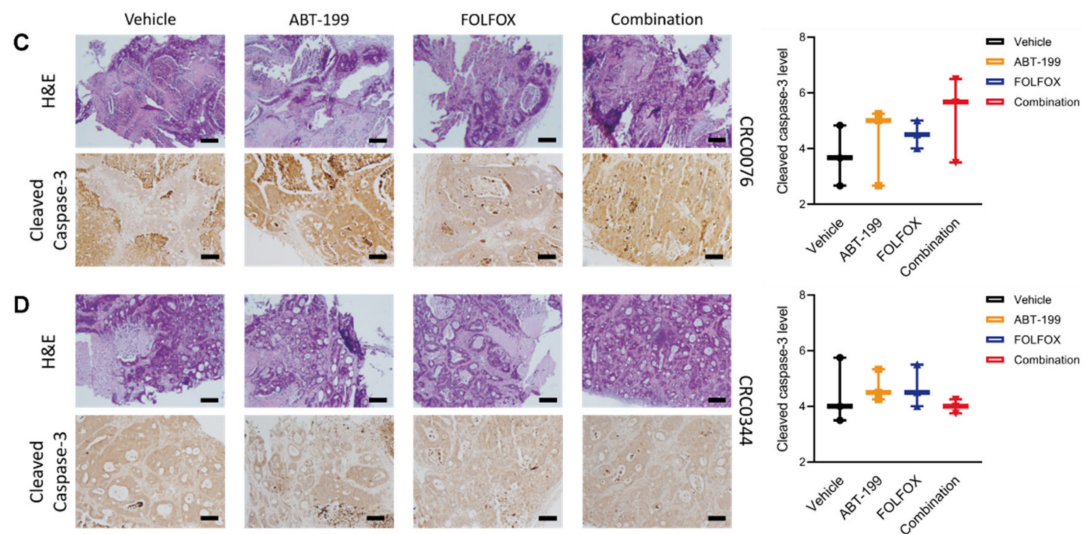 Vehicle ABT-199 FOLFOX Combination
C
H&E
Cleaved
Caspase-3
CRC0076
Cleaved caspase-3 level
8
6
4
2
Vehicle
ABT-199
FOLFOX
Combination
Vehicle
ABT-199
FOLFOX
Combination
D
H&E
Cleaved
Caspase-3
CRC0344
Cleaved caspase-3 level
8
6
4
2
Vehicle
ABT-199
FOLFOX
Combination
Vehicle
ABT-199
FOLFOX
Combination